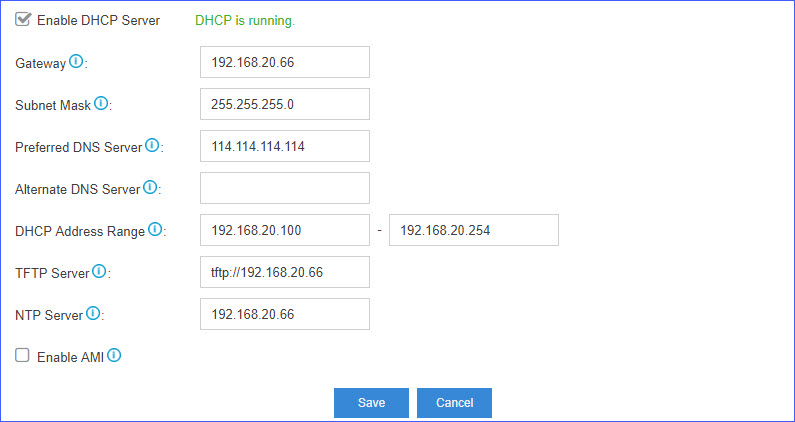 Enable DHCP Server DHCP is running.
Gateway: 192.168.20.66
Subnet Mask: 255.255.255.0
Preferred DNS Server: 114.114.114.114
Alternate DNS Server:
DHCP Address Range: 192.168.20.100 - 192.168.20.254
TFTP Server: tftp://192.168.20.66
NTP Server: 192.168.20.66
Enable AMI
Save Cancel